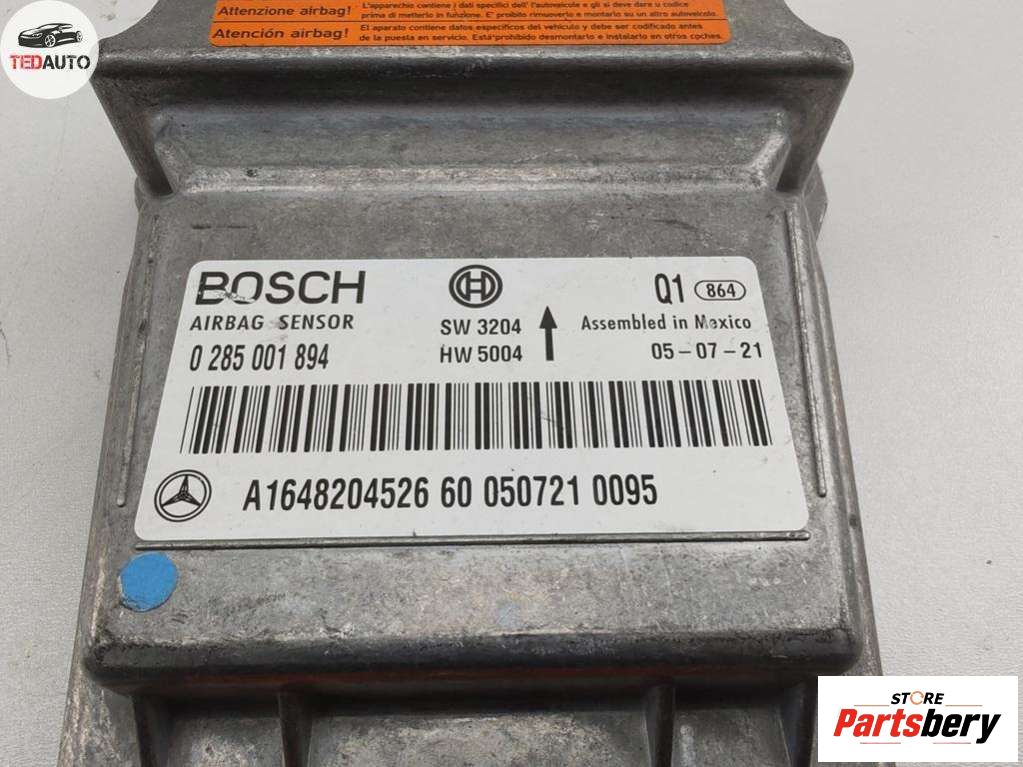 Attenzione airbag!
L'apparecchio contiene i dati specifici dell' l'autoveicolo e gli si deve dare u codice
prima di metterlo in funzione. E' proibito rimuoverlo e montarlo su un altro autoveicolo.
Atención airbag!
El aparato contiene datos específicos del vehículo y debe ser codificado antes
de la puesta en servicio. Está prohibido desmontarlo e instalarlo en otro coches.
TEDAUTO
BOSCH
AIRBAG SENSOR
0 285 001 894
SW 3204
HW 5004
Q1 864
Assembled in Mexico
05-07-21
A1648204526 60 050721 0095
STORE
Partsbery